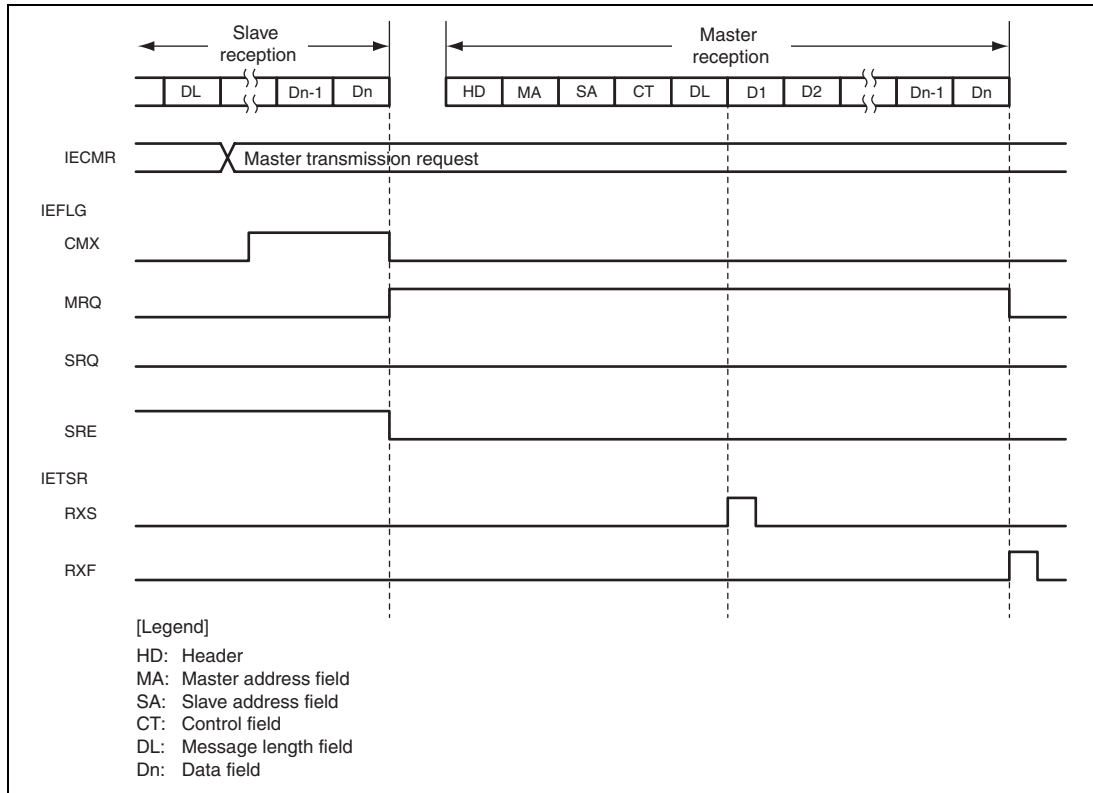 Slave
reception
Master
reception
DL Dn-1 Dn HD MA SA CT DL D1 D2 Dn-1 Dn
IECMR Master transmission request
IEFLG
CMX
MRQ
SRQ
SRE
IETSR
RXS
RXF
[Legend]
HD: Header
MA: Master address field
SA: Slave address field
CT: Control field
DL: Message length field
Dn: Data field